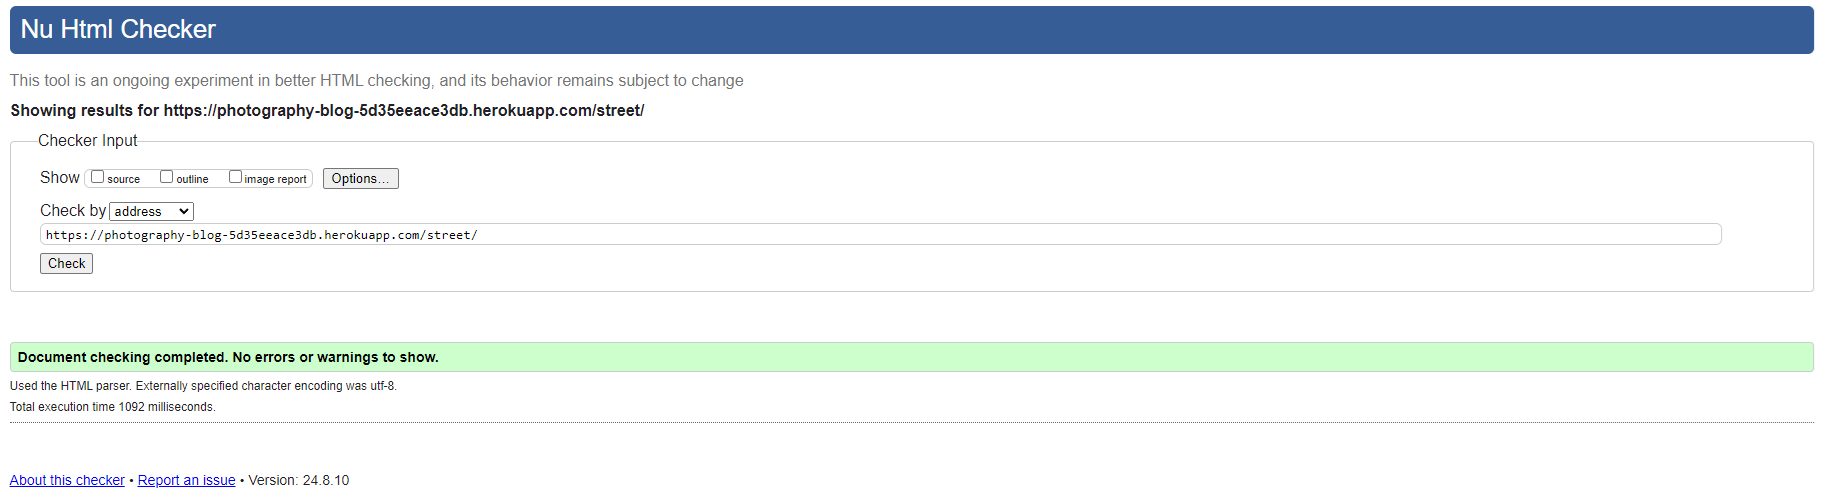 Nu Html Checker
This tool is an ongoing experiment in better HTML checking, and its behavior remains subject to change
Showing results for https://photography-blog-5d35eeace3db.herokuapp.com/street/
Checker Input
Show source outline image report Options...
Check by address
https://photography-blog-5d35eeace3db.herokuapp.com/street/
Check
Document checking completed. No errors or warnings to show.
Used the HTML parser. Externally specified character encoding was utf-8.
Total execution time 1092 milliseconds.
About this checker • Report an issue • Version: 24.8.10